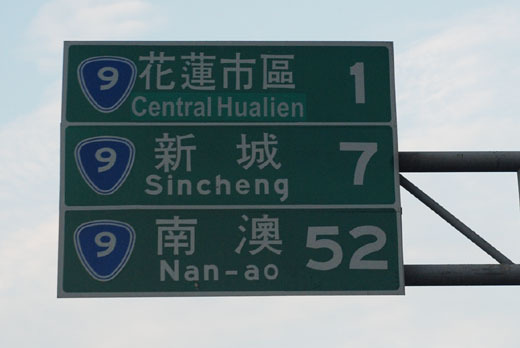 9 花蓮市區 1
Central Hualien
9 新城 7
Sincheng
9 南澳 52
Nan-ao